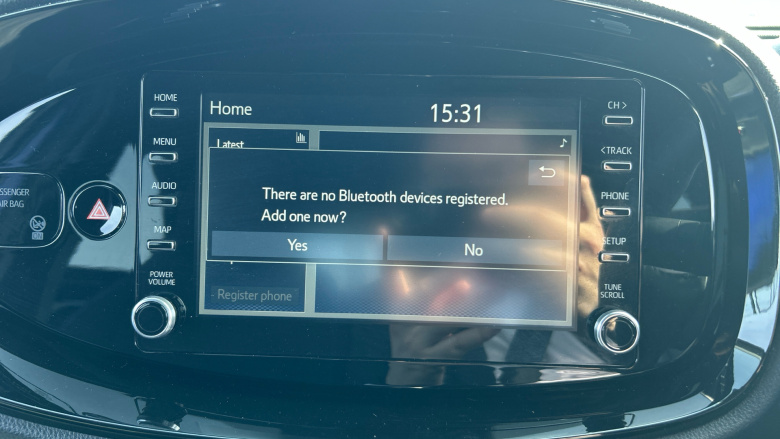 HOME
MENU
AUDIO
MAP
POWER
VOLUME
Home
15:31
Latest
There are no Bluetooth devices registered.
Add one now?
Yes
No
Register phone
CH >
<TRACK
PHONE
SETUP
TUNE
SCROLL
SSENGER
AIR BAG